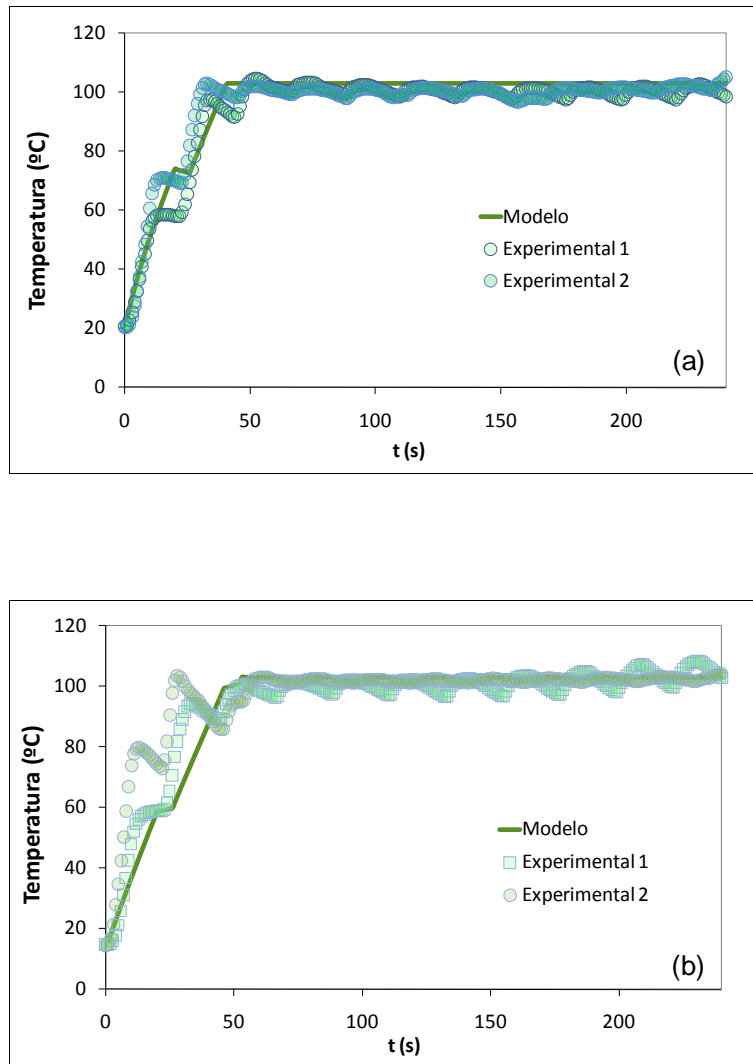 120
100
80
60
40
20
0
Temperatura (ºC)
Modelo
Experimental 1
Experimental 2
(a)
0 50 100 150 200
t (s)
120
100
80
60
40
20
0
Temperatura (ºC)
Modelo
Experimental 1
Experimental 2
(b)
0 50 100 150 200
t (s)